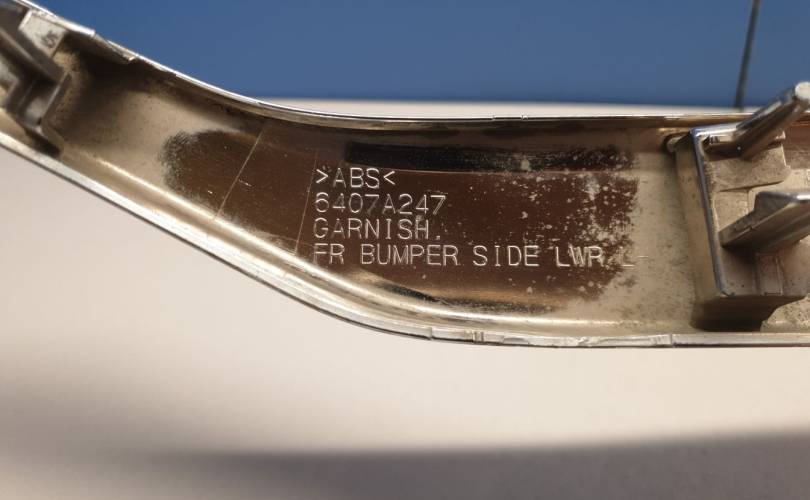 >ABS<
6407A247
GARNISH,
FR BUMPER SIDE LWR L